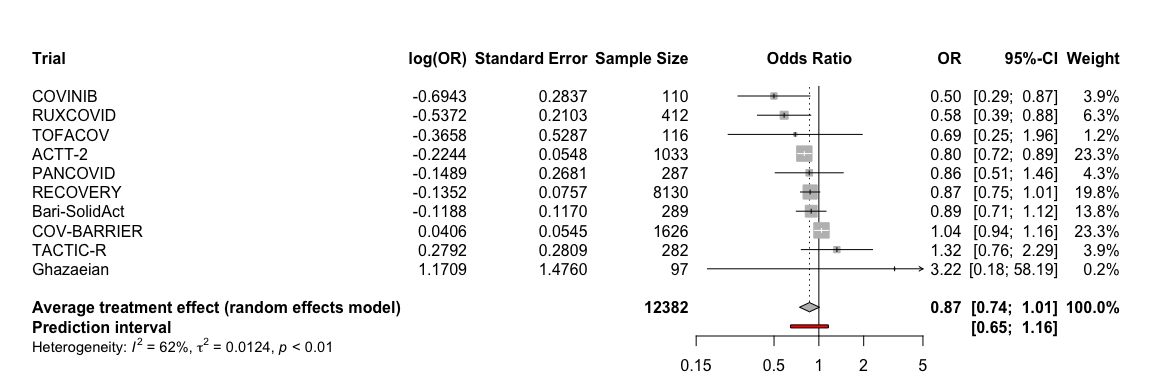 Trial log(OR) Standard Error Sample Size Odds Ratio OR 95%-CI Weight
COVINIB -0.6943 0.2837 110 0.50 [0.29; 0.87] 3.9%
RUXCOVID -0.5372 0.2103 412 0.58 [0.39; 0.88] 6.3%
TOFACOV -0.3658 0.5287 116 0.69 [0.25; 1.96] 1.2%
ACTT-2 -0.2244 0.0548 1033 0.80 [0.72; 0.89] 23.3%
PANCOVID -0.1489 0.2681 287 0.86 [0.51; 1.46] 4.3%
RECOVERY -0.1352 0.0757 8130 0.87 [0.75; 1.01] 19.8%
Bari-SolidAct -0.1188 0.1170 289 0.89 [0.71; 1.12] 13.8%
COV-BARRIER 0.0406 0.0545 1626 1.04 [0.94; 1.16] 23.3%
TACTIC-R 0.2792 0.2809 282 1.32 [0.76; 2.29] 3.9%
Ghazaeian 1.1709 1.4760 97 3.22 [0.18; 58.19] 0.2%
Average treatment effect (random effects model) 12382 0.87 [0.74; 1.01] 100.0%
Prediction interval [0.65; 1.16]
Heterogeneity: I² = 62%, τ² = 0.0124, p < 0.01
0.15 0.5 1 2 5